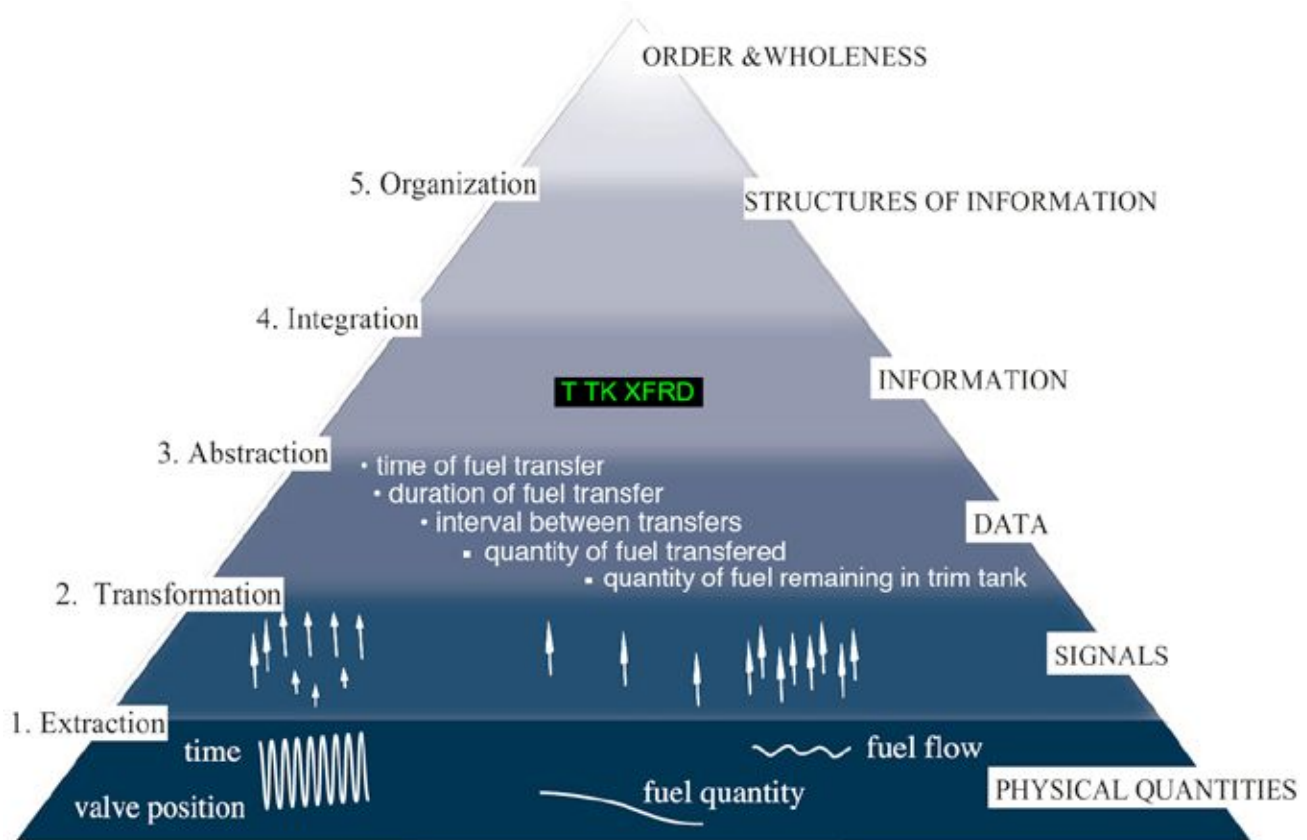 ORDER &WHOLENESS
5. Organization
STRUCTURES OF INFORMATION
4. Integration
INFORMATION
T TK XFRD
3. Abstraction
• time of fuel transfer
• duration of fuel transfer
• interval between transfers
▪ quantity of fuel transfered
▪ quantity of fuel remaining in trim tank
DATA
2. Transformation
SIGNALS
1. Extraction
time
fuel flow
valve position
fuel quantity
PHYSICAL QUANTITIES